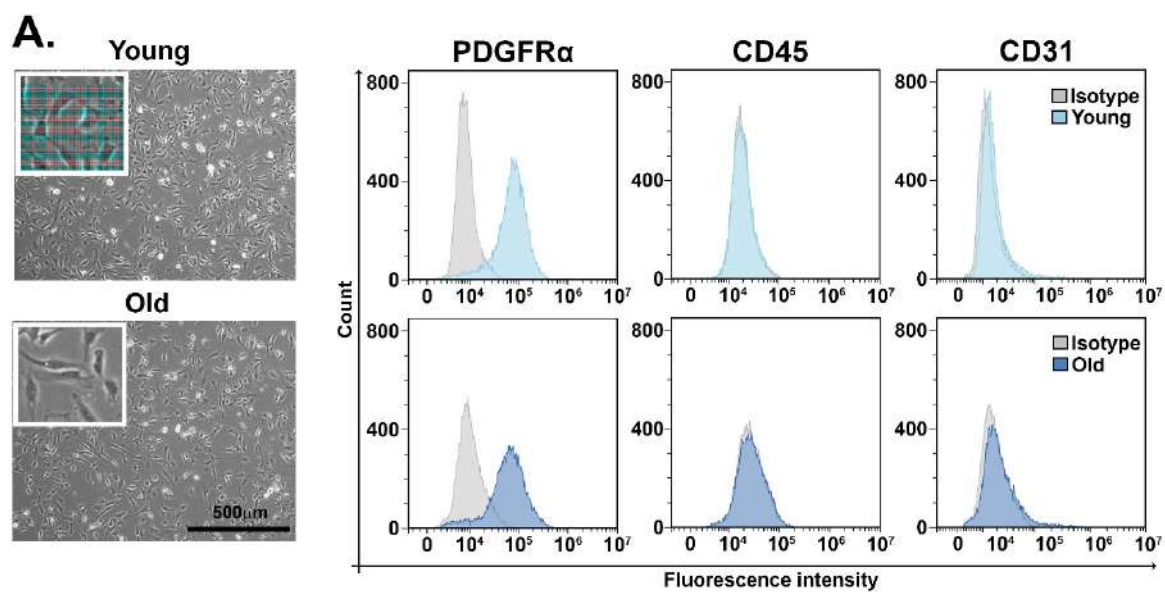 A.
Young
Old
500μm
PDGFRα
CD45
CD31
Count
800
400
0
0 10⁴ 10⁵ 10⁶ 10⁷
800
400
0
0 10⁴ 10⁵ 10⁶ 10⁷
800
400
0
0 10⁴ 10⁵ 10⁶ 10⁷
Isotype
Young
800
400
0
0 10⁴ 10⁵ 10⁶ 10⁷
800
400
0
0 10⁴ 10⁵ 10⁶ 10⁷
800
400
0
0 10⁴ 10⁵ 10⁶ 10⁷
Isotype
Old
Fluorescence intensity